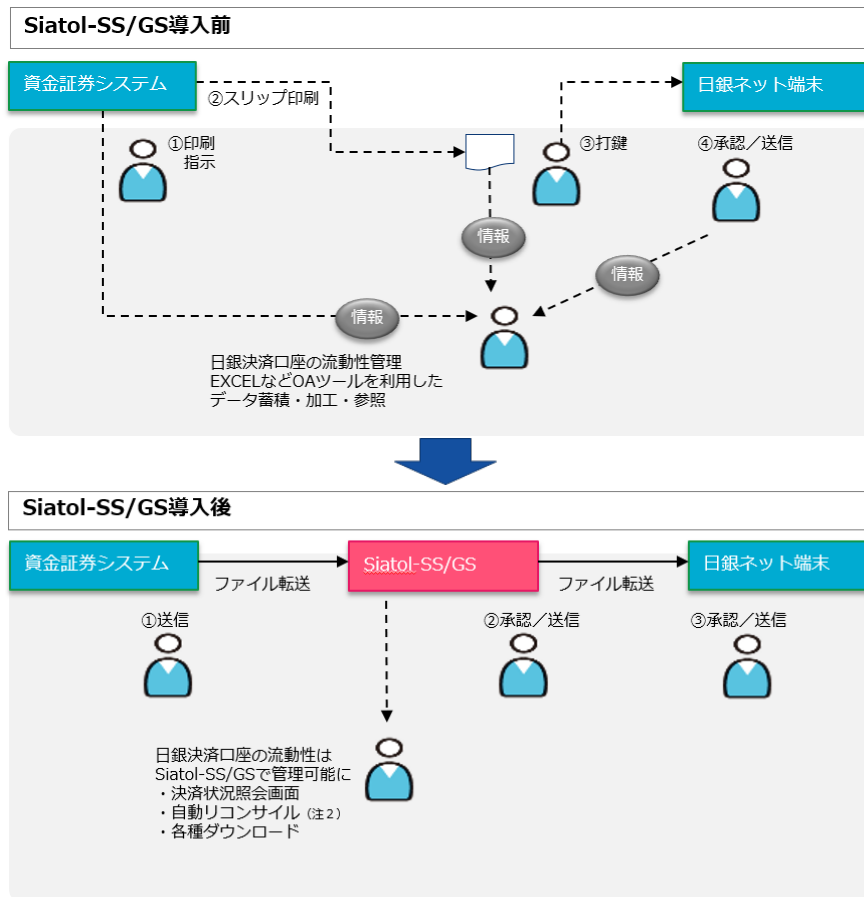 Siatol-SS/GS導入前
資金証券システム
②スリップ印刷
日銀ネット端末
①印刷
指示
③打鍵
④承認／送信
情報
情報
情報
日銀決済口座の流動性管理
EXCELなどOAツールを利用した
データ蓄積・加工・参照
Siatol-SS/GS導入後
資金証券システム
ファイル転送
Siatol-SS/GS
ファイル転送
日銀ネット端末
①送信
②承認／送信
③承認／送信
日銀決済口座の流動性は
Siatol-SS/GSで管理可能に
・決済状況照会画面
・自動リコンサイル（注２）
・各種ダウンロード